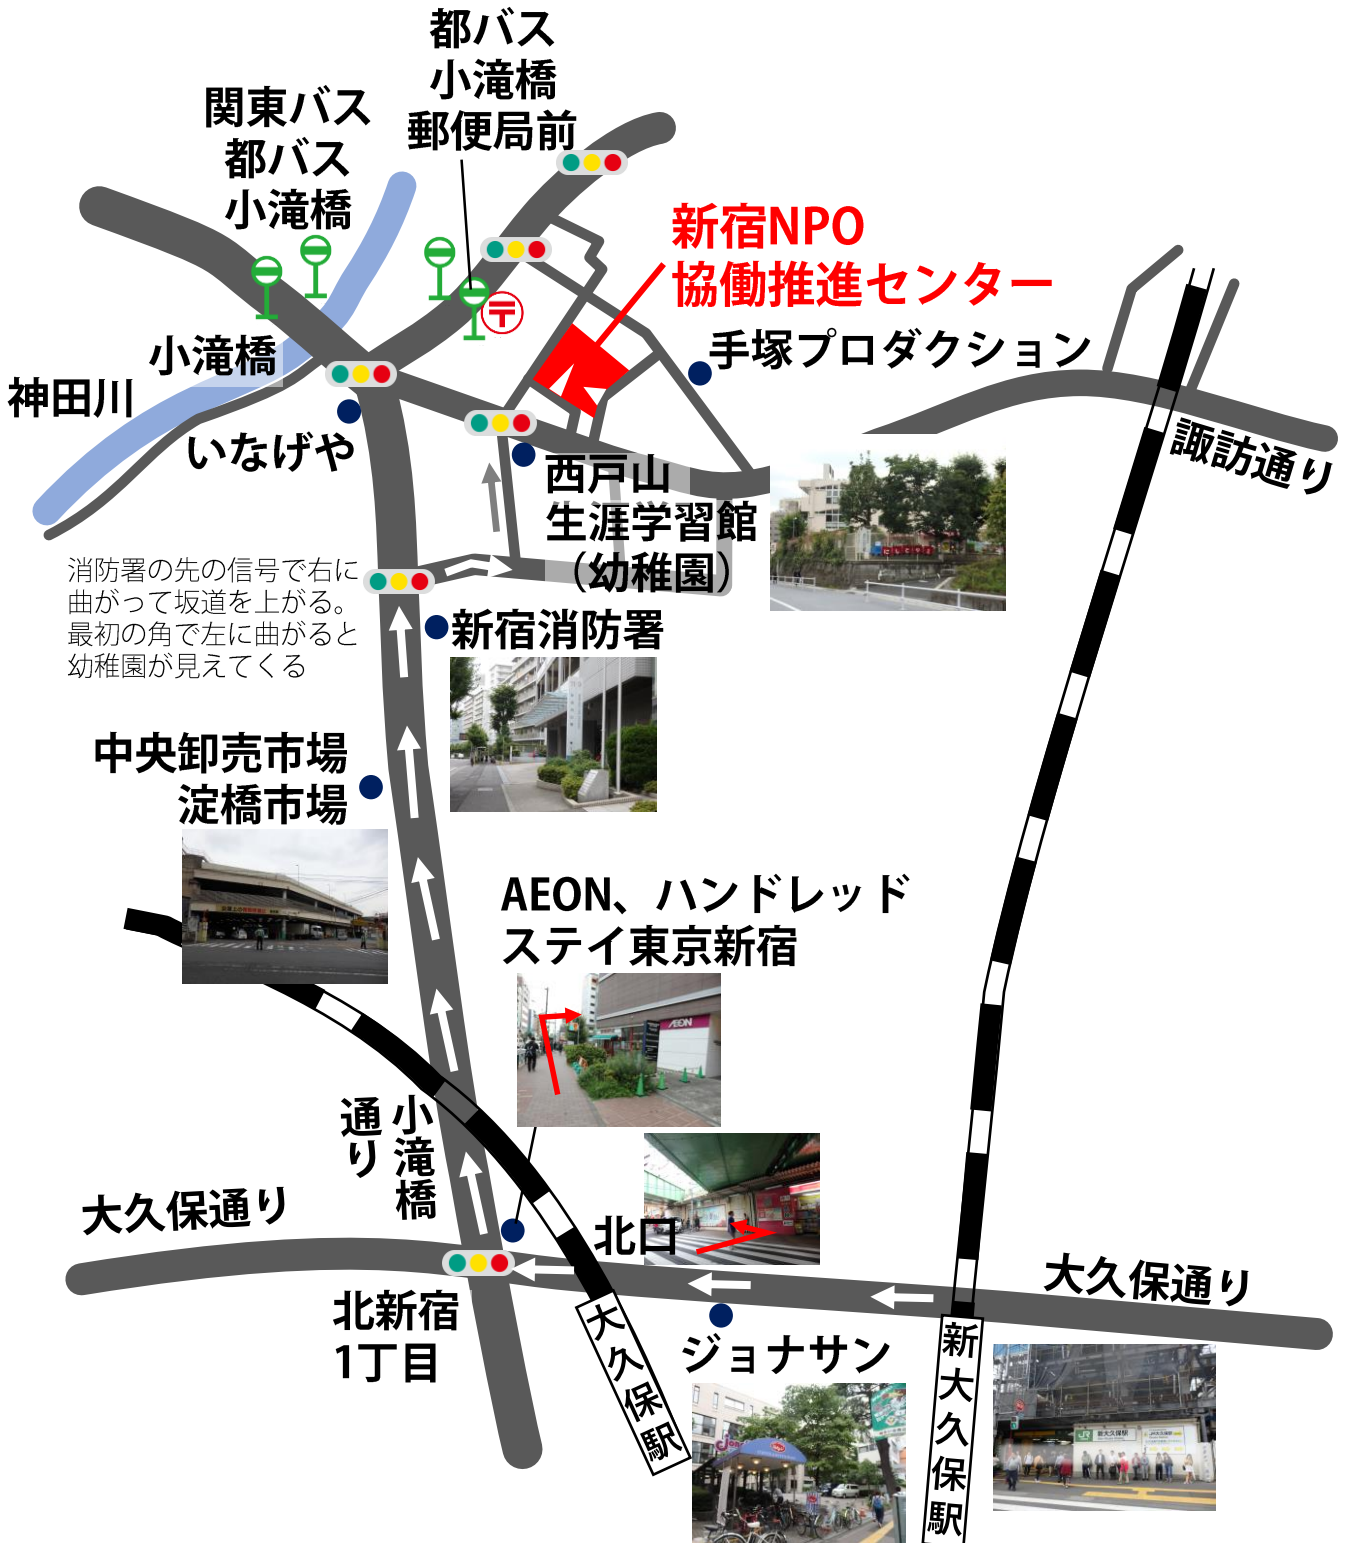 都バス
小滝橋
郵便局前
関東バス
都バス
小滝橋
新宿NPO
協働推進センター
手塚プロダクション
小滝橋
神田川
いなげや
諏訪通り
西戸山
生涯学習館
（幼稚園）
消防署の先の信号で右に
曲がって坂道を上がる。
最初の角で左に曲がると
幼稚園が見えてくる
新宿消防署
中央卸売市場
淀橋市場
AEON、ハンドレッド
ステイ東京新宿
AEON
小滝橋
通り
大久保通り
北口
大久保通り
北新宿
1丁目
大久保駅
ジョナサン
新大久保駅
JR 新大久保駅